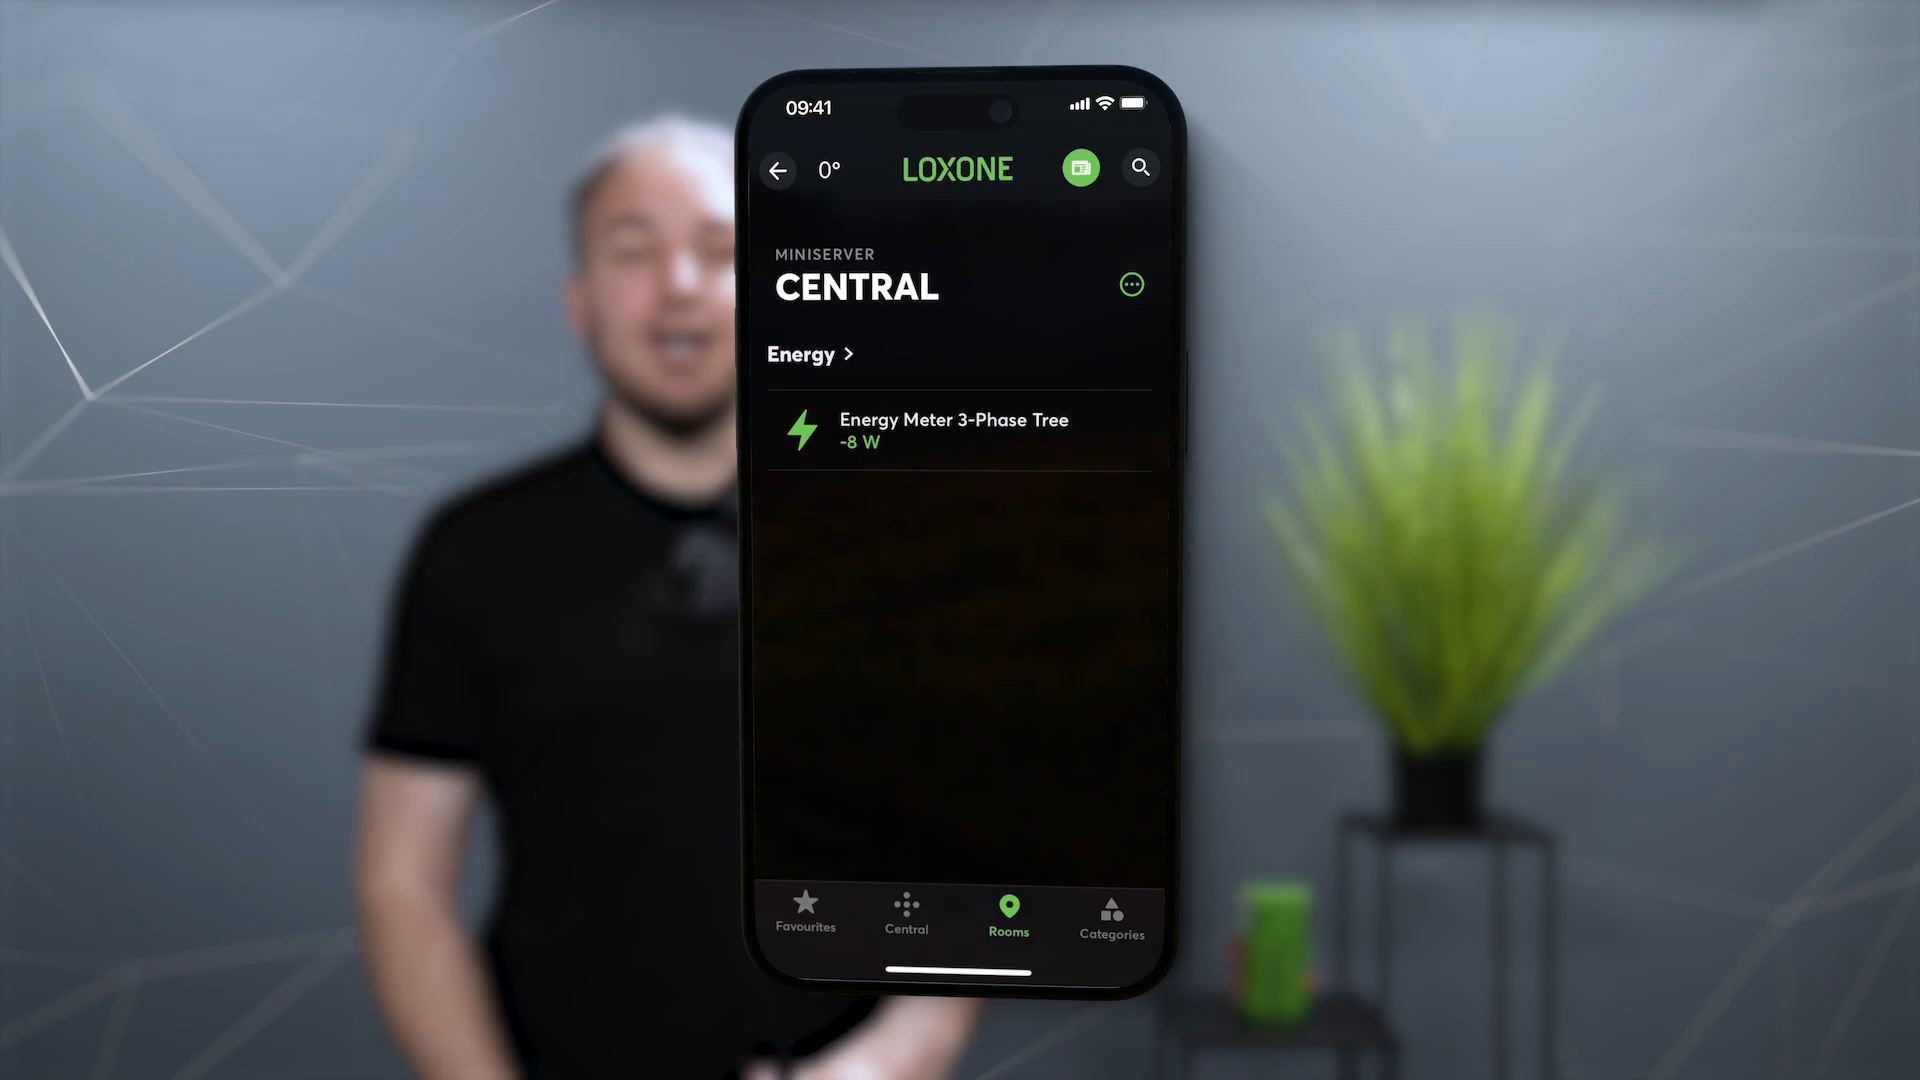 09:41
0°
LOXONE
MINISERVER
CENTRAL
Energy
Energy Meter 3-Phase Tree
-8 W
Favourites
Central
Rooms
Categories